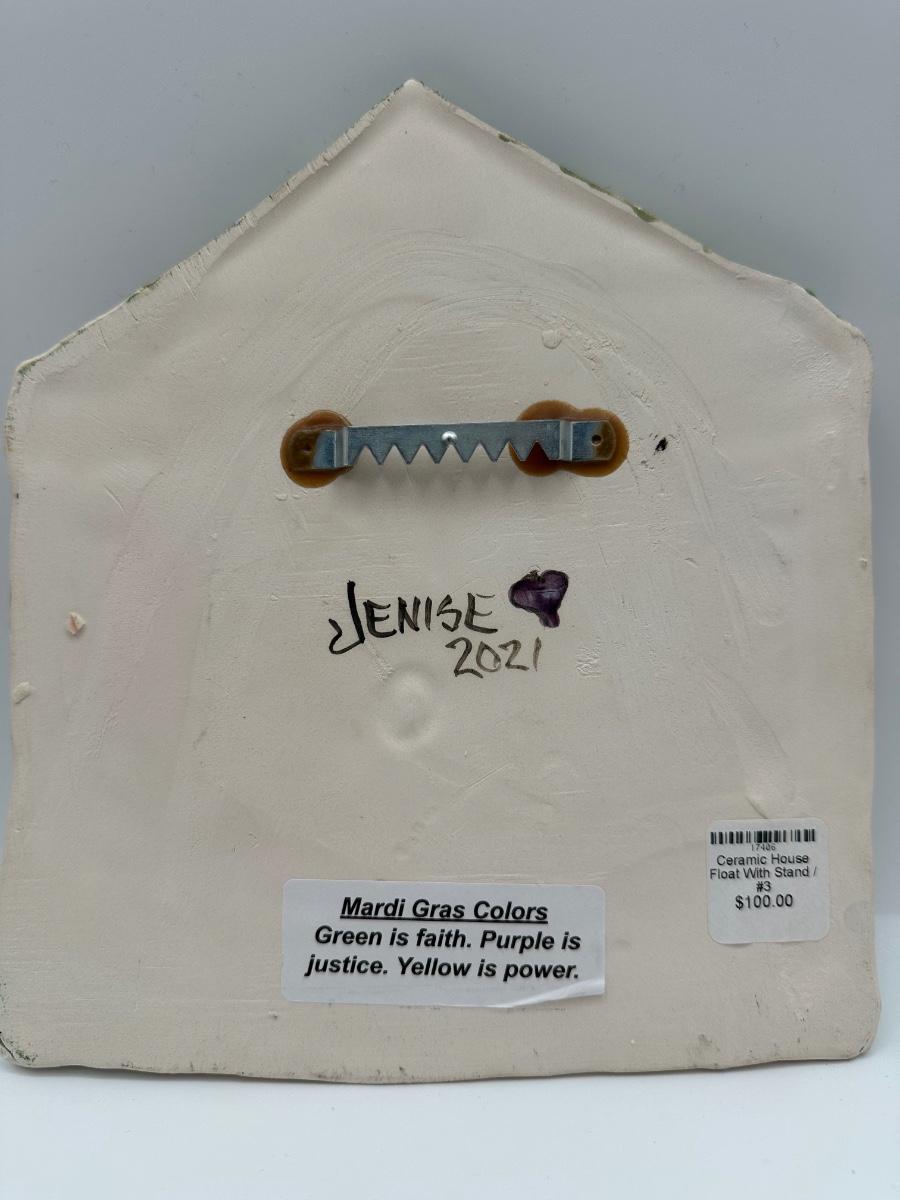 JENISE
2021
17406
Ceramic House
Float With Stand /
#3
$100.00
Mardi Gras Colors
Green is faith. Purple is
justice. Yellow is power.